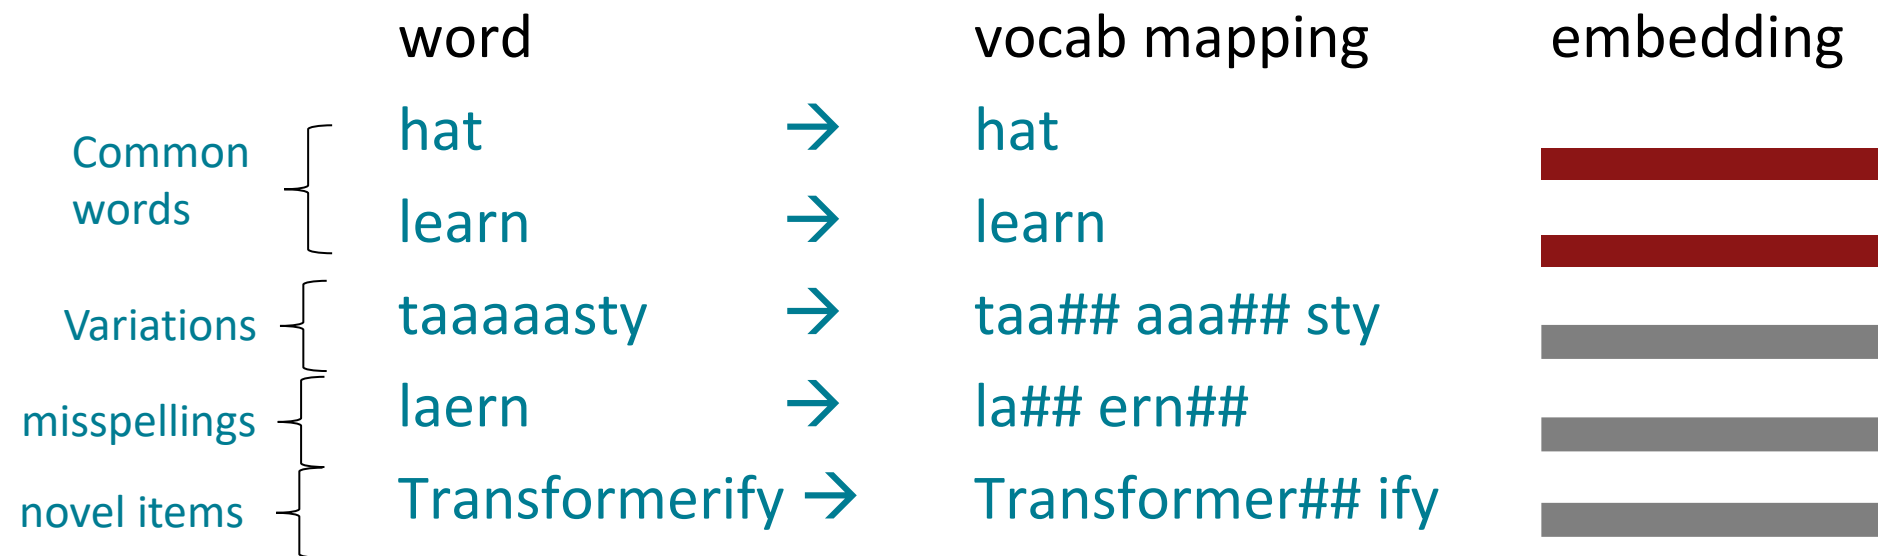 word vocab mapping embedding
Common words
hat → hat
learn → learn
Variations taaaaasty → taa## aaa## sty
misspellings laern → la## ern##
novel items Transformerify → Transformer## ify